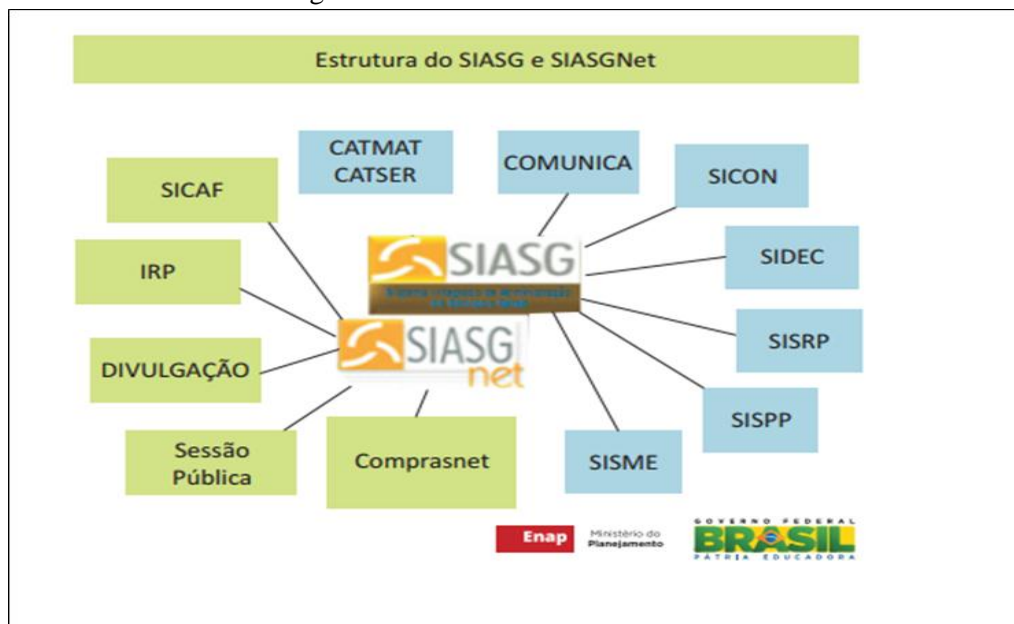 Estrutura do SIASG e SIASGNet
CATMAT
CATSER
COMUNICA
SICAF
SICON
IRP
SIASG
SIDEC
SIASG
net
SISRP
DIVULGAÇÃO
SISPP
Sessão
Pública
Comprasnet
SISME
Enap
Ministério do
Planejamento
GOVERNO FEDERAL
BRASIL
PÁTRIA EDUCADORA